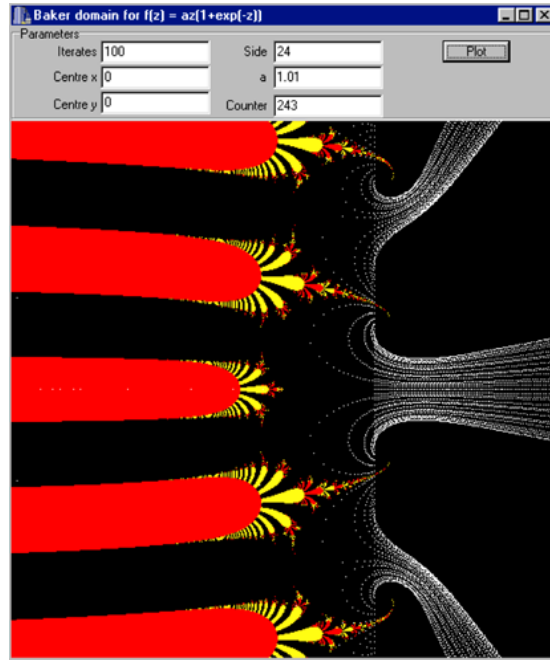 Baker domain for f(z) = az(1+exp(-z))
Parameters
Iterates 100 Side 24 Plot
Centre x 0 a 1.01
Centre y 0 Counter 243